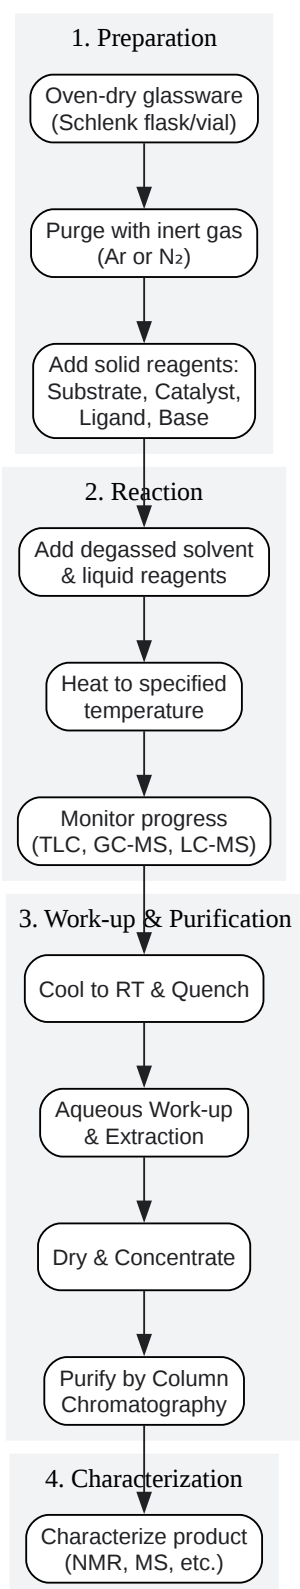 1. Preparation
Oven-dry glassware
(Schlenk flask/vial)
Purge with inert gas
(Ar or N₂)
Add solid reagents:
Substrate, Catalyst,
Ligand, Base
2. Reaction
Add degassed solvent
& liquid reagents
Heat to specified
temperature
Monitor progress
(TLC, GC-MS, LC-MS)
3. Work-up & Purification
Cool to RT & Quench
Aqueous Work-up
& Extraction
Dry & Concentrate
Purify by Column
Chromatography
4. Characterization
Characterize product
(NMR, MS, etc.)